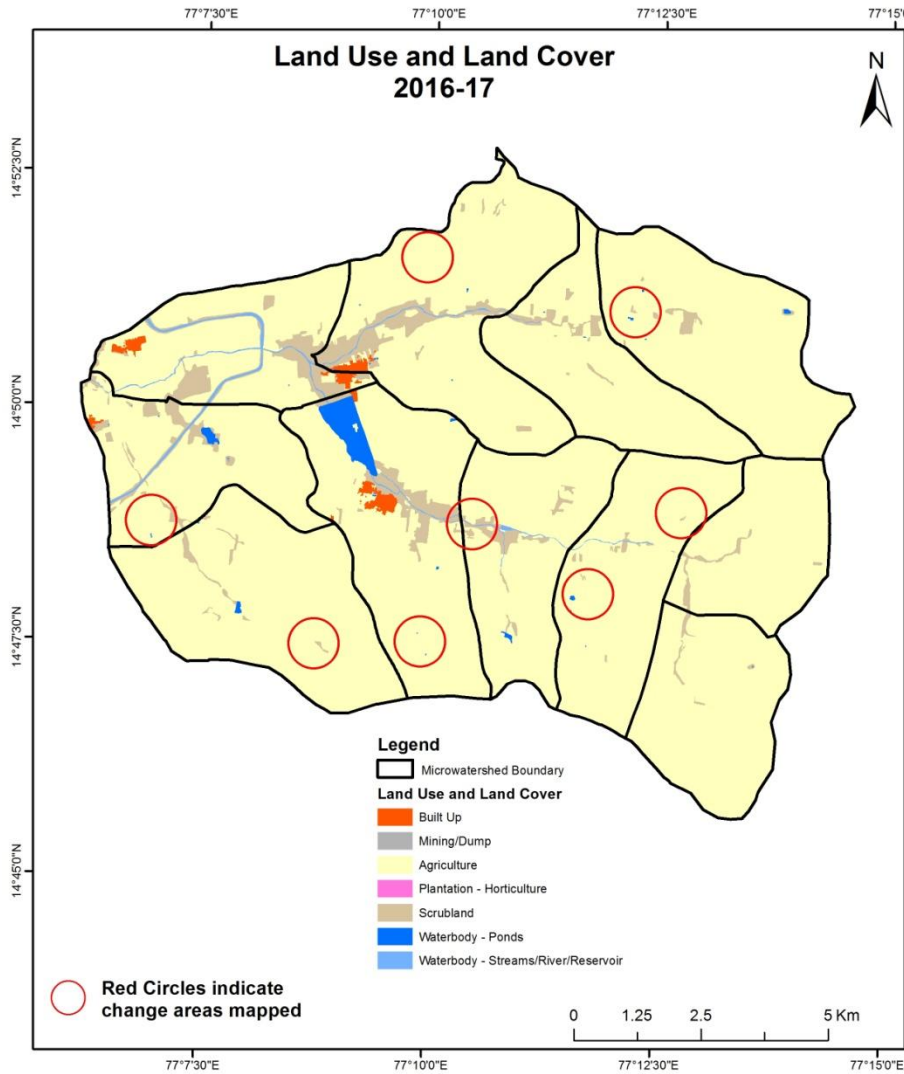 77°7'30"E 77°10'0"E 77°12'30"E 77°15'0"E
Land Use and Land Cover
2016-17
N
14°52'30"N
14°50'0"N
14°47'30"N
14°45'0"N
Legend
Microwatershed Boundary
Land Use and Land Cover
Built Up
Mining/Dump
Agriculture
Plantation - Horticulture
Scrubland
Waterbody - Ponds
Waterbody - Streams/River/Reservoir
Red Circles indicate
change areas mapped
0 1.25 2.5 5 Km
77°7'30"E 77°10'0"E 77°12'30"E 77°15'0"E